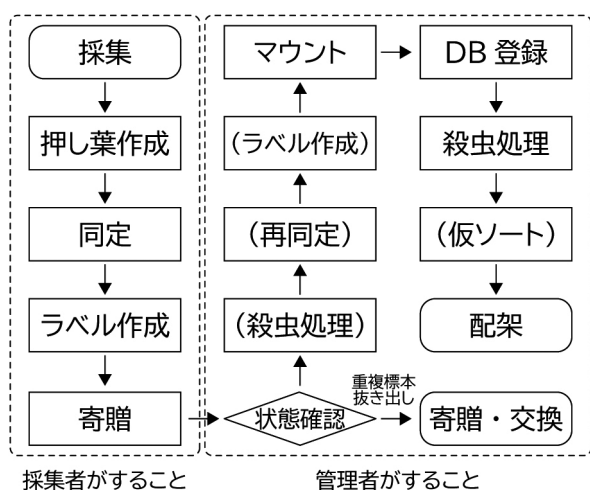 採集
押し葉作成
同定
ラベル作成
寄贈
採集者がすること
状態確認
(殺虫処理)
(再同定)
(ラベル作成)
マウント
DB 登録
殺虫処理
(仮ソート)
配架
重複標本
抜き出し
寄贈・交換
管理者がすること